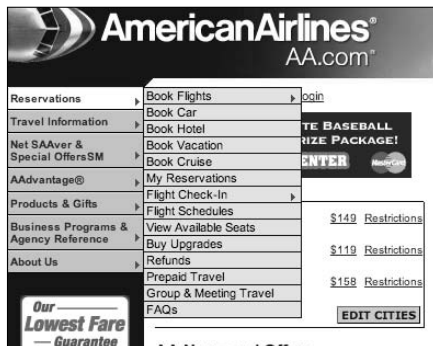 AmericanAirlines®
AA.com
Reservations
Travel Information
Net SAAver &
Special OffersSM
AAdvantage®
Products & Gifts
Business Programs &
Agency Reference
About Us
Book Flights
Book Car
Book Hotel
Book Vacation
Book Cruise
My Reservations
Flight Check-In
Flight Schedules
View Available Seats
Buy Upgrades
Refunds
Prepaid Travel
Group & Meeting Travel
FAQs
ogin
TE BASEBALL
RIZE PACKAGE!
ENTER MasterCard
$149 Restrictions
$119 Restrictions
$158 Restrictions
EDIT CITIES
Our
Lowest Fare
Guarantee